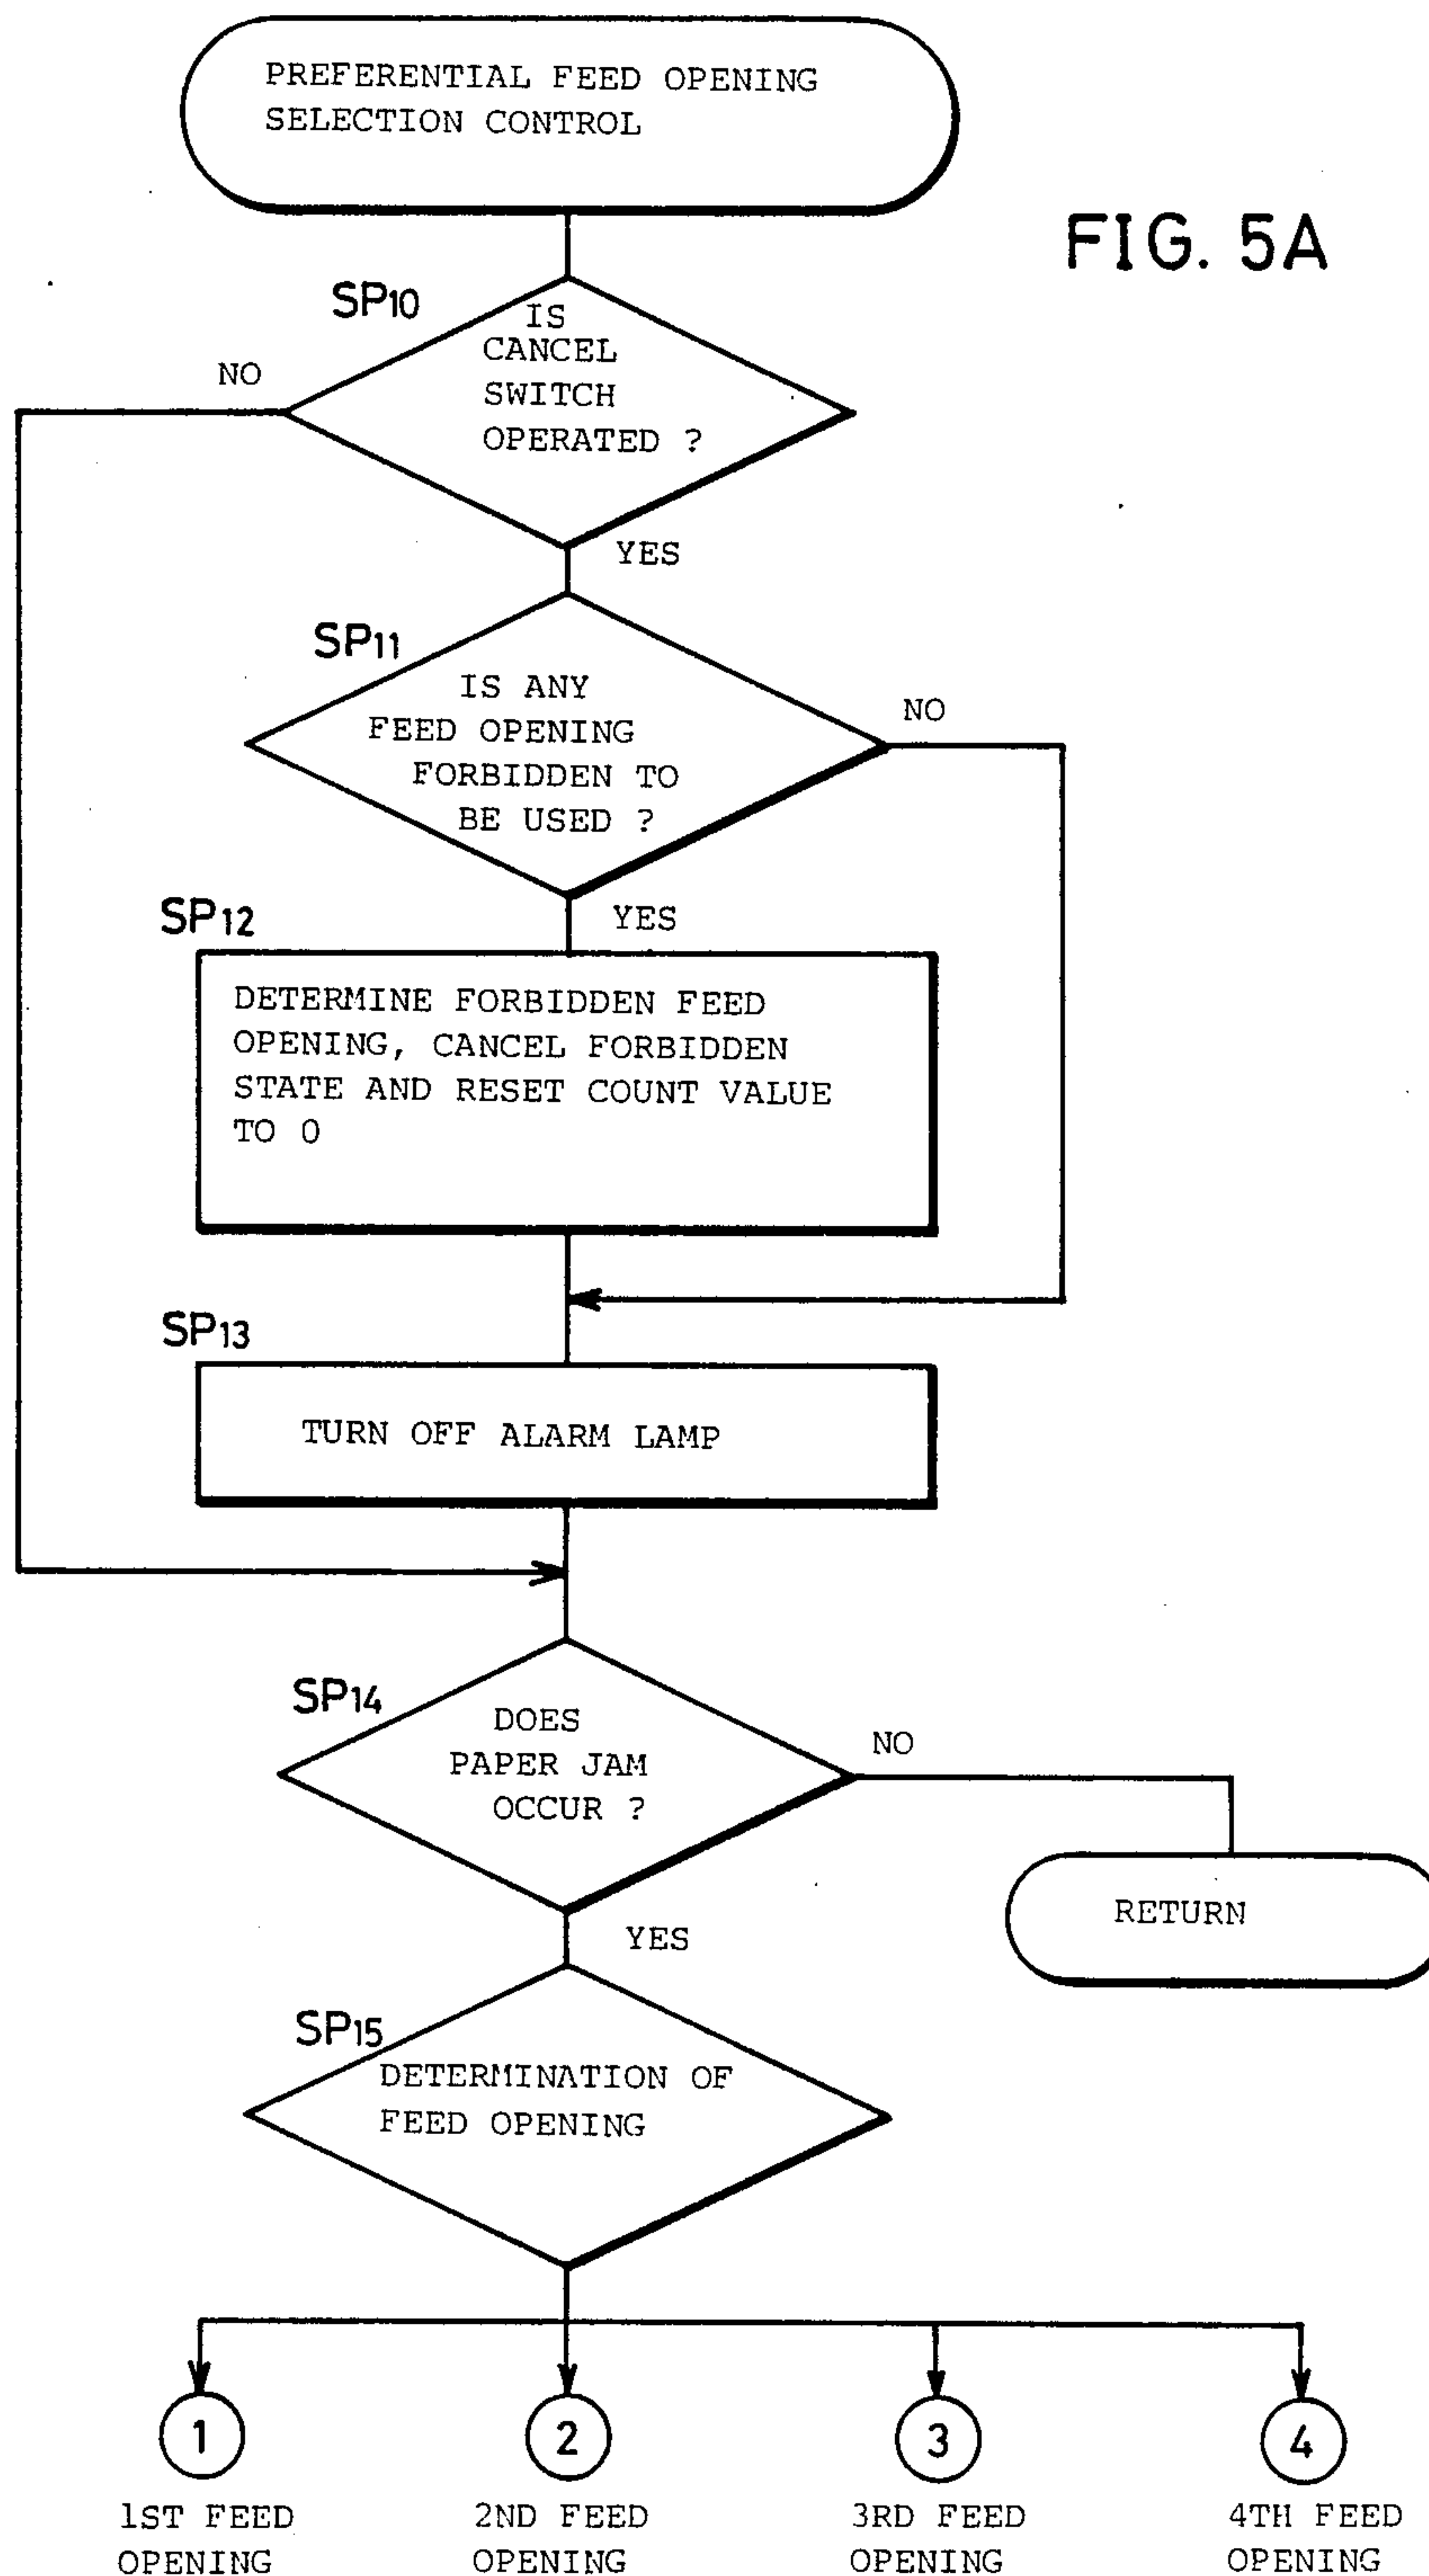 PREFERENTIAL FEED OPENING
SELECTION CONTROL
FIG. 5A
SP10
IS
CANCEL
SWITCH
OPERATED ?
NO
YES
SP11
IS ANY
FEED OPENING
FORBIDDEN TO
BE USED ?
NO
YES
SP12
DETERMINE FORBIDDEN FEED
OPENING, CANCEL FORBIDDEN
STATE AND RESET COUNT VALUE
TO 0
SP13
TURN OFF ALARM LAMP
SP14
DOES
PAPER JAM
OCCUR ?
NO
RETURN
YES
SP15
DETERMINATION OF
FEED OPENING
1
2
3
4
1ST FEED
OPENING
2ND FEED
OPENING
3RD FEED
OPENING
4TH FEED
OPENING